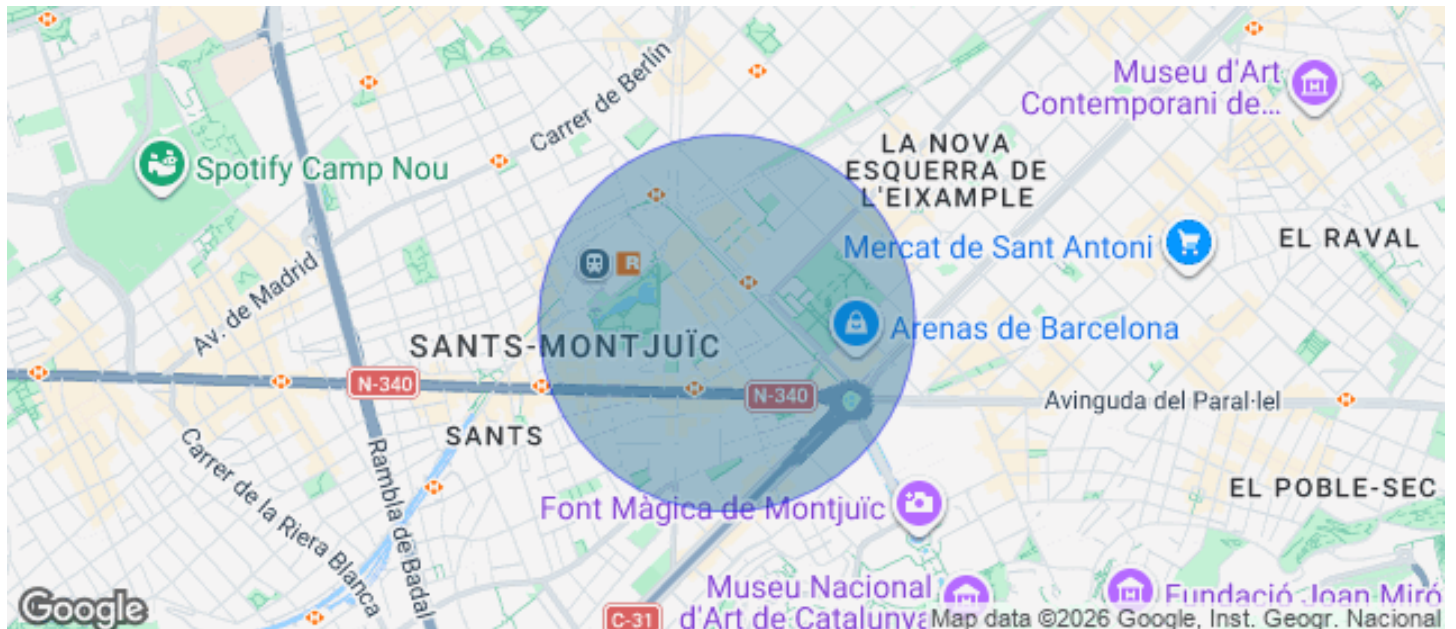 Museu d'Art
Contemporani de...
Carrer de Berlín
LA NOVA
ESQUERRA DE
L'EIXAMPLE
Spotify Camp Nou
Mercat de Sant Antoni
EL RAVAL
R
Av. de Madrid
Arenas de Barcelona
SANTS-MONTJUÏC
N-340
N-340
Avinguda del Paral·lel
SANTS
Rambla de Badal
Carrer de la Riera Blanca
EL POBLE-SEC
Font Màgica de Montjuïc
Museu Nacional
d'Art de Catalunya
Fundació Joan Miró
C-31
Google
Map data ©2026 Google, Inst. Geogr. Nacional